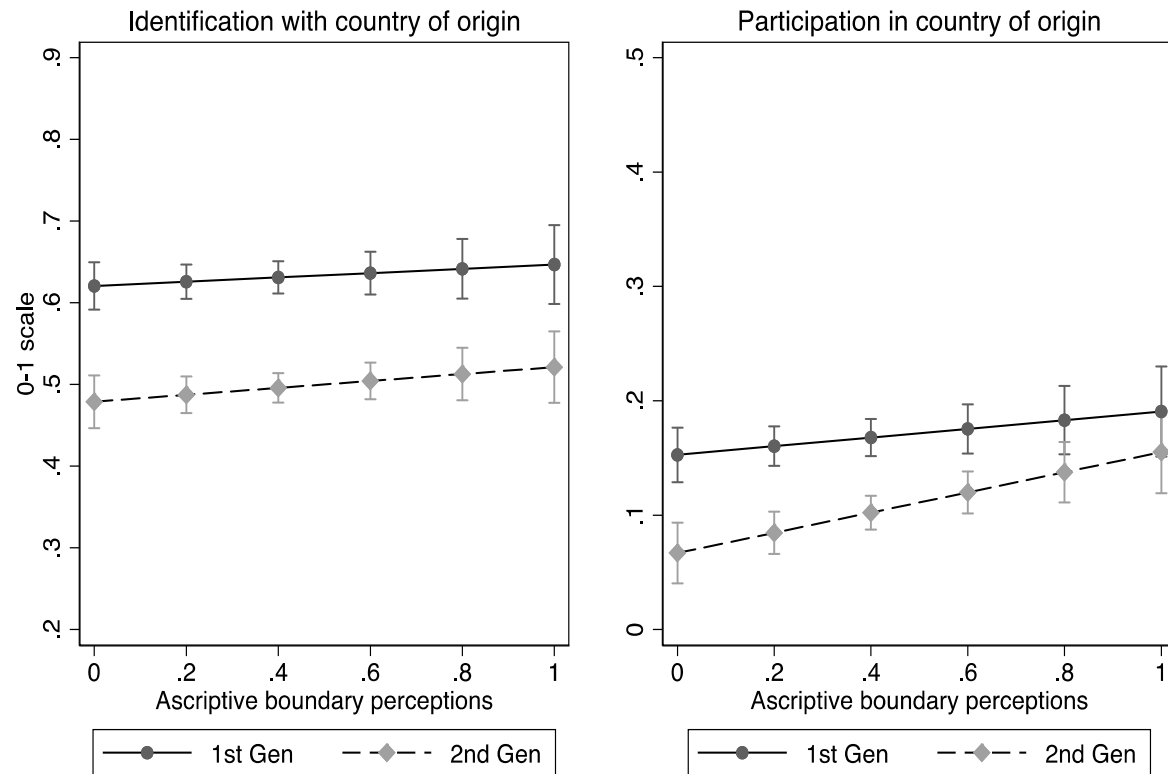 Identification with country of origin
0-1 scale
.9
.8
.7
.6
.5
.4
.3
.2
0 .2 .4 .6 .8 1
Ascriptive boundary perceptions
1st Gen 2nd Gen
Participation in country of origin
.5
.4
.3
.2
.1
0
0 .2 .4 .6 .8 1
Ascriptive boundary perceptions
1st Gen 2nd Gen